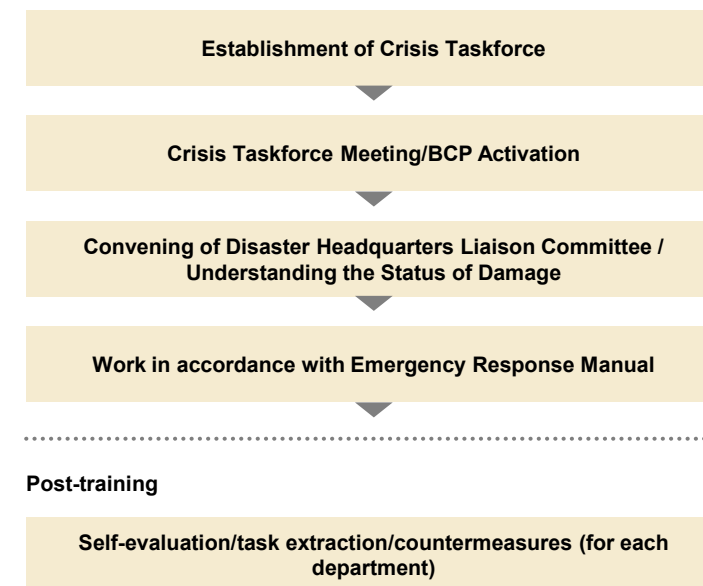 Establishment of Crisis Taskforce
Crisis Taskforce Meeting/BCP Activation
Convening of Disaster Headquarters Liaison Committee /
Understanding the Status of Damage
Work in accordance with Emergency Response Manual
Post-training
Self-evaluation/task extraction/countermeasures (for each
department)